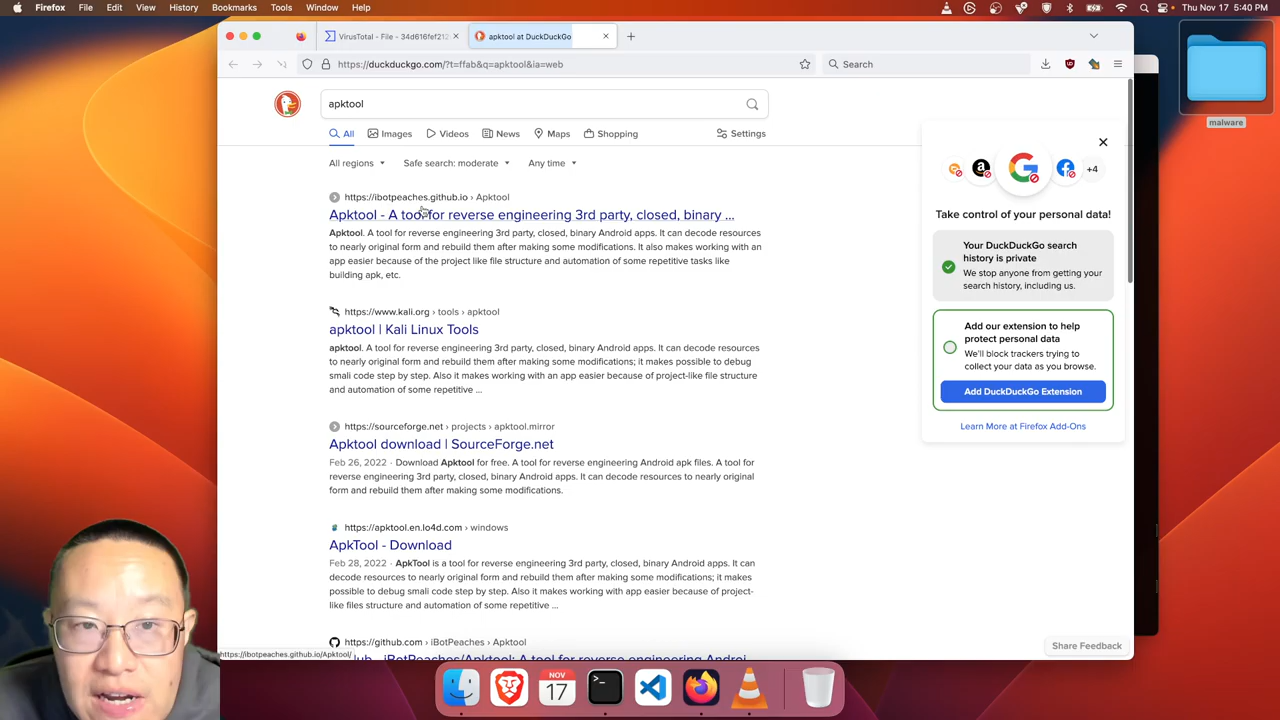 Firefox File Edit View History Bookmarks Tools Window Help
Thu Nov 17 5:40 PM
VirusTotal - File - 34d616fef212
apktool at DuckDuckGo
https://duckduckgo.com/?t=ffab&q=apktool&ia=web
Search
malware
apktool
All Images Videos News Maps Shopping Settings
All regions Safe search: moderate Any time
https://ibotpeaches.github.io › Apktool
Apktool - A tool for reverse engineering 3rd party, closed, binary ...
Apktool. A tool for reverse engineering 3rd party, closed, binary Android apps. It can decode resources
to nearly original form and rebuild them after making some modifications. It also makes working with an
app easier because of the project like file structure and automation of some repetitive tasks like
building apk, etc.
https://www.kali.org › tools › apktool
apktool | Kali Linux Tools
apktool. A tool for reverse engineering 3rd party, closed, binary Android apps. It can decode resources
to nearly original form and rebuild them after making some modifications; it makes possible to debug
small code step by step. Also it makes working with an app easier because of project-like file structure
and automation of some repetitive ...
https://sourceforge.net › projects › apktool.mirror
Apktool download | SourceForge.net
Feb 26, 2022 · Download Apktool for free. A tool for reverse engineering Android apk files. A tool for
reverse engineering 3rd party, closed, binary Android apps. It can decode resources to nearly original
form and rebuild them after making some modifications.
https://apktool.en.lo4d.com › windows
ApkTool - Download
Feb 28, 2022 · ApkTool is a tool for reverse engineering 3rd party, closed, binary Android apps. It can
decode resources to nearly original form and rebuild them after making some modifications; it makes
possible to debug small code step by step. Also it makes working with an app easier because of project-
like files structure and automation of some repetitive ...
https://github.com › iBotPeaches › Apktool
iBotPeaches/Apktool: A tool for reverse engineering Androi
https://ibotpeaches.github.io/Apktool/
+4
Take control of your personal data!
Your DuckDuckGo search
history is private
We stop anyone from getting your
search history, including us.
Add our extension to help
protect personal data
We'll block trackers trying to
collect your data as you browse.
Add DuckDuckGo Extension
Learn More at Firefox Add-Ons
Share Feedback
NOV
17